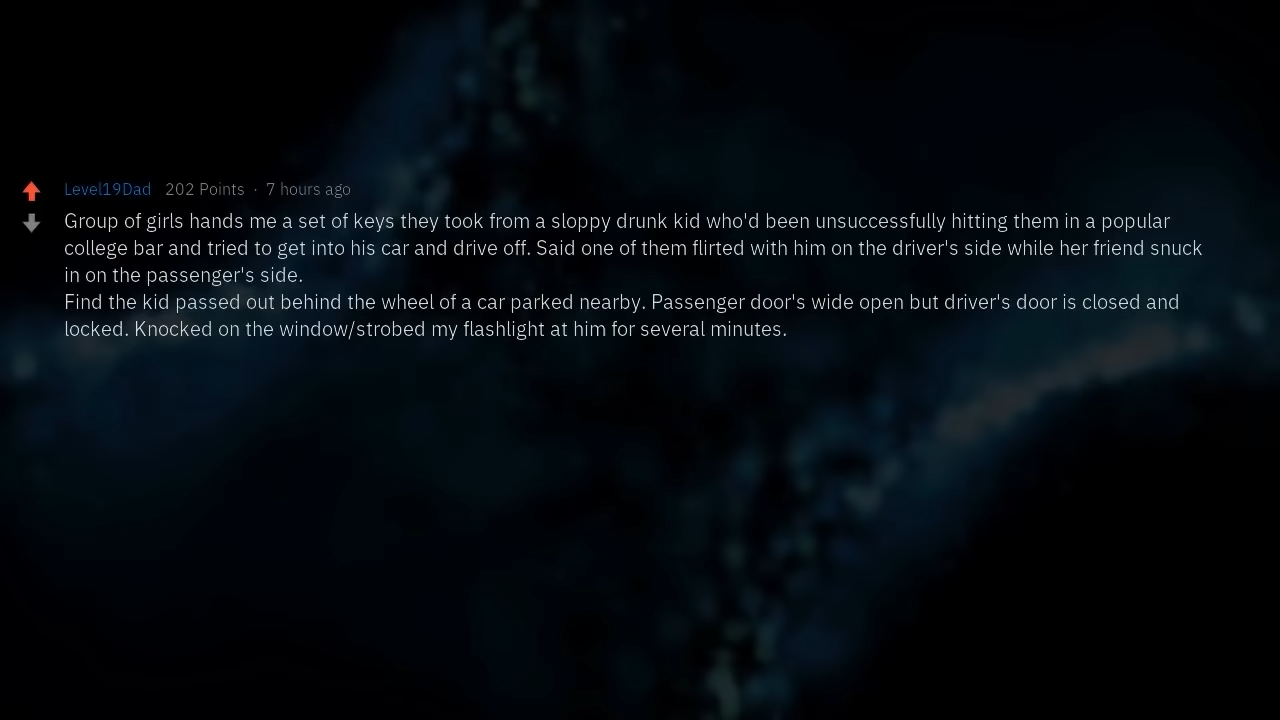 Level19Dad 202 Points · 7 hours ago
Group of girls hands me a set of keys they took from a sloppy drunk kid who'd been unsuccessfully hitting them in a popular
college bar and tried to get into his car and drive off. Said one of them flirted with him on the driver's side while her friend snuck
in on the passenger's side.
Find the kid passed out behind the wheel of a car parked nearby. Passenger door's wide open but driver's door is closed and
locked. Knocked on the window/strobed my flashlight at him for several minutes.